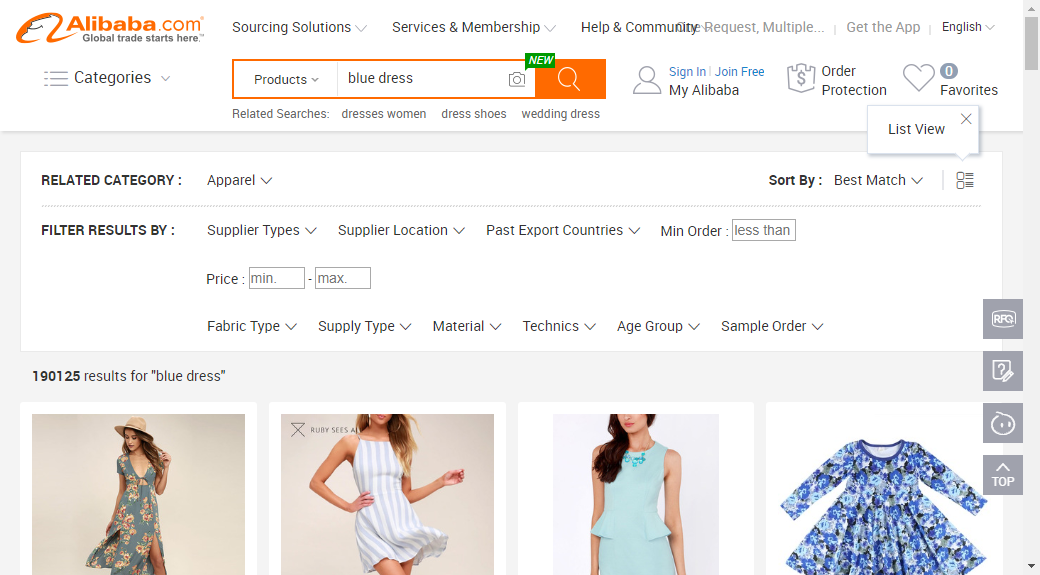 Alibaba.com
Global trade starts here.™
Sourcing Solutions
Services & Membership
Help & Community
One Request, Multiple...
Get the App
English
Categories
Products
blue dress
NEW
Sign In
Join Free
My Alibaba
Order
Protection
0
Favorites
Related Searches: dresses women dress shoes wedding dress
List View
RELATED CATEGORY :
Apparel
Sort By :
Best Match
FILTER RESULTS BY :
Supplier Types
Supplier Location
Past Export Countries
Min Order :
less than
Price :
min.
-
max.
Fabric Type
Supply Type
Material
Technics
Age Group
Sample Order
RFQ
190125 results for "blue dress"
RUBY SEES A
TOP